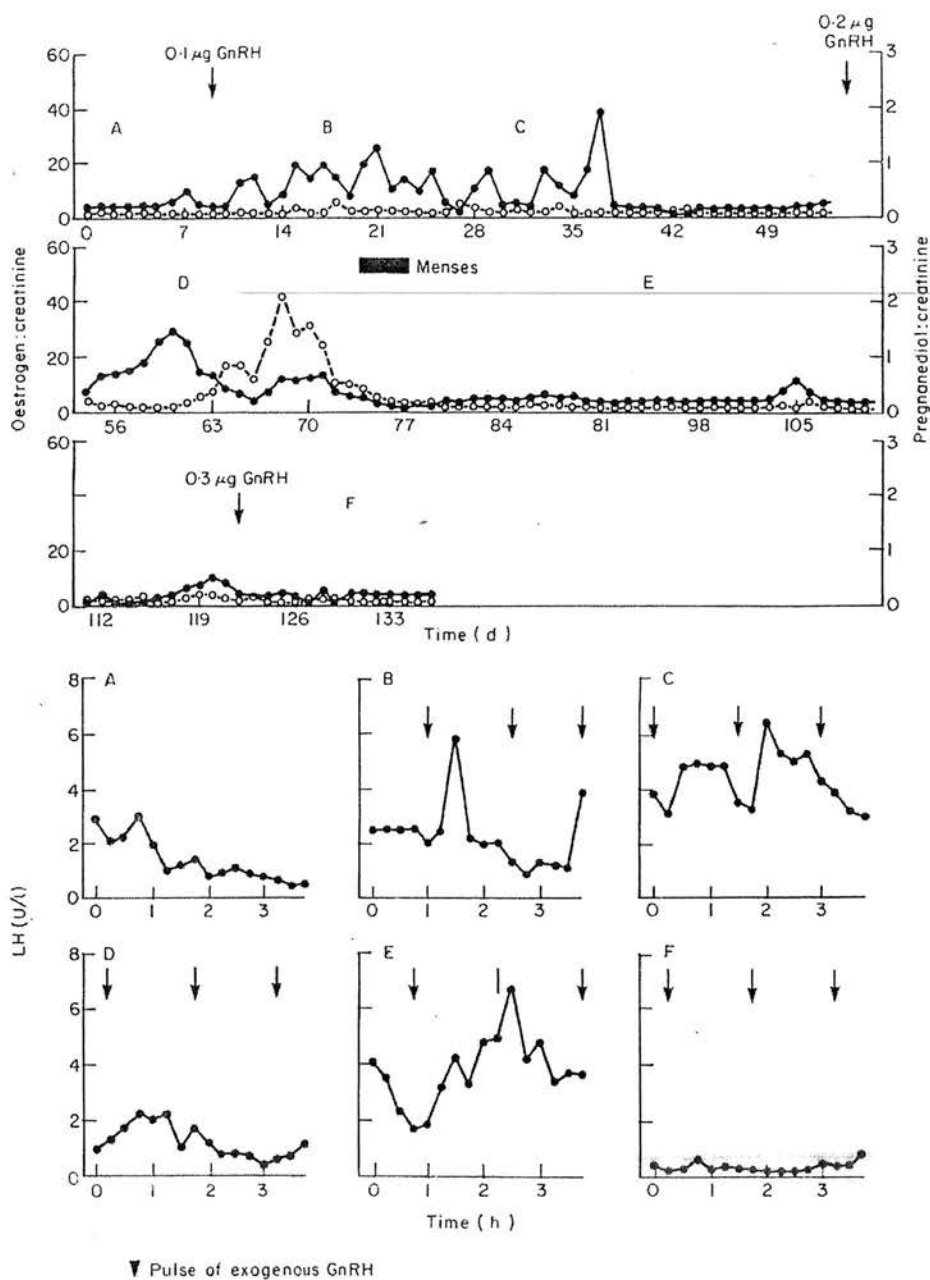 0·1 µg GnRH
0·2 µg
GnRH
60
40
20
0
A
B
C
3
2
1
0
0 7 14 21 28 35 42 49
Menses
60
40
20
0
D
E
3
2
1
0
56 63 70 77 84 81 98 105
0·3 µg GnRH
60
40
20
0
F
3
2
1
0
112 119 126 133
Time (d)
Oestrogen:creatinine
Pregnanediol:creatinine
A
B
C
8
6
4
2
0
0 1 2 3
0 1 2 3
0 1 2 3
D
E
F
8
6
4
2
0
0 1 2 3
0 1 2 3
0 1 2 3
LH (U/l)
Time (h)
Pulse of exogenous GnRH